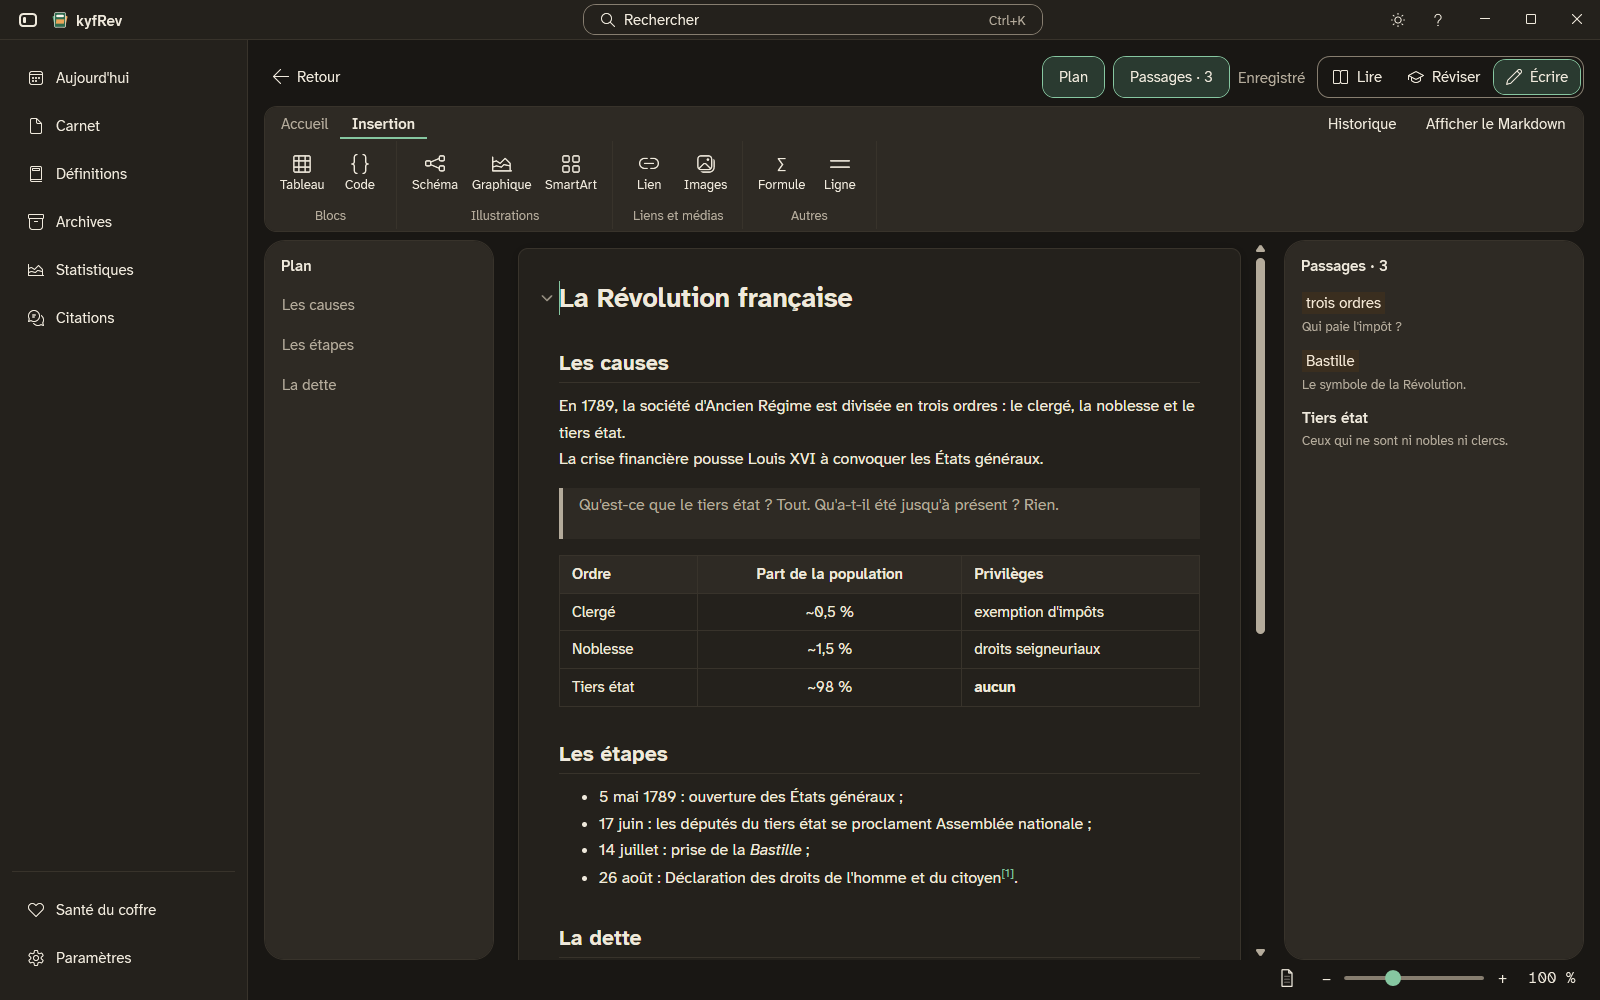 kyfRev
Rechercher
Ctrl+K
?
Aujourd'hui
Carnet
Définitions
Archives
Statistiques
Citations
Santé du coffre
Paramètres
Retour
Plan
Passages · 3
Enregistré
Lire
Réviser
Écrire
Accueil
Insertion
Historique
Afficher le Markdown
Tableau
Code
Blocs
Schéma
Graphique
SmartArt
Illustrations
Lien
Images
Liens et médias
Formule
Ligne
Autres
Plan
Les causes
Les étapes
La dette
La Révolution française
Les causes
En 1789, la société d'Ancien Régime est divisée en trois ordres : le clergé, la noblesse et le
tiers état.
La crise financière pousse Louis XVI à convoquer les États généraux.
Qu'est-ce que le tiers état ? Tout. Qu'a-t-il été jusqu'à présent ? Rien.
Ordre Part de la population Privilèges
Clergé ~0,5 % exemption d'impôts
Noblesse ~1,5 % droits seigneuriaux
Tiers état ~98 % aucun
Les étapes
• 5 mai 1789 : ouverture des États généraux ;
• 17 juin : les députés du tiers état se proclament Assemblée nationale ;
• 14 juillet : prise de la Bastille ;
• 26 août : Déclaration des droits de l'homme et du citoyen[1].
La dette
Passages · 3
trois ordres
Qui paie l'impôt ?
Bastille
Le symbole de la Révolution.
Tiers état
Ceux qui ne sont ni nobles ni clercs.
− + 100 %